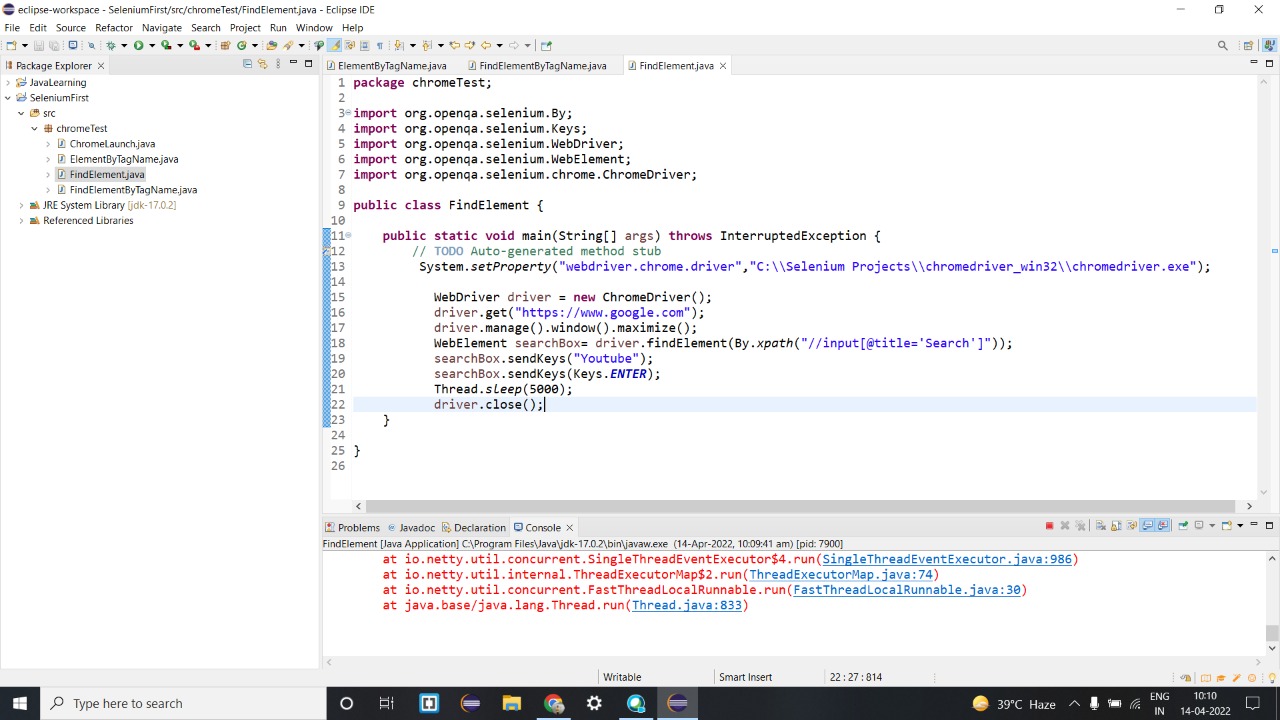 eclipse-workspace - SeleniumFirst/src/chromeTest/FindElement.java - Eclipse IDE
File Edit Source Refactor Navigate Search Project Run Window Help
Package Explorer
JavaLearning
SeleniumFirst
src
chromeTest
ChromeLaunch.java
ElementByTagName.java
FindElement.java
FindElementByTagName.java
JRE System Library [jdk-17.0.2]
Referenced Libraries
ElementByTagName.java FindElementByTagName.java FindElement.java
1 package chromeTest;
2
3 import org.openqa.selenium.By;
4 import org.openqa.selenium.Keys;
5 import org.openqa.selenium.WebDriver;
6 import org.openqa.selenium.WebElement;
7 import org.openqa.selenium.chrome.ChromeDriver;
8
9 public class FindElement {
10
11 public static void main(String[] args) throws InterruptedException {
12 // TODO Auto-generated method stub
13 System.setProperty("webdriver.chrome.driver","C:\\Selenium Projects\\chromedriver_win32\\chromedriver.exe");
14
15 WebDriver driver = new ChromeDriver();
16 driver.get("https://www.google.com");
17 driver.manage().window().maximize();
18 WebElement searchBox= driver.findElement(By.xpath("//input[@title='Search']"));
19 searchBox.sendKeys("Youtube");
20 searchBox.sendKeys(Keys.ENTER);
21 Thread.sleep(5000);
22 driver.close();
23 }
24
25 }
26
Problems Javadoc Declaration Console
FindElement [Java Application] C:\Program Files\Java\jdk-17.0.2\bin\javaw.exe (14-Apr-2022, 10:09:41 am) [pid: 7900]
at io.netty.util.concurrent.SingleThreadEventExecutor$4.run(SingleThreadEventExecutor.java:986)
at io.netty.util.internal.ThreadExecutorMap$2.run(ThreadExecutorMap.java:74)
at io.netty.util.concurrent.FastThreadLocalRunnable.run(FastThreadLocalRunnable.java:30)
at java.base/java.lang.Thread.run(Thread.java:833)
Writable Smart Insert 22 : 27 : 814
Type here to search
39°C Haze
ENG
IN
10:10
14-04-2022